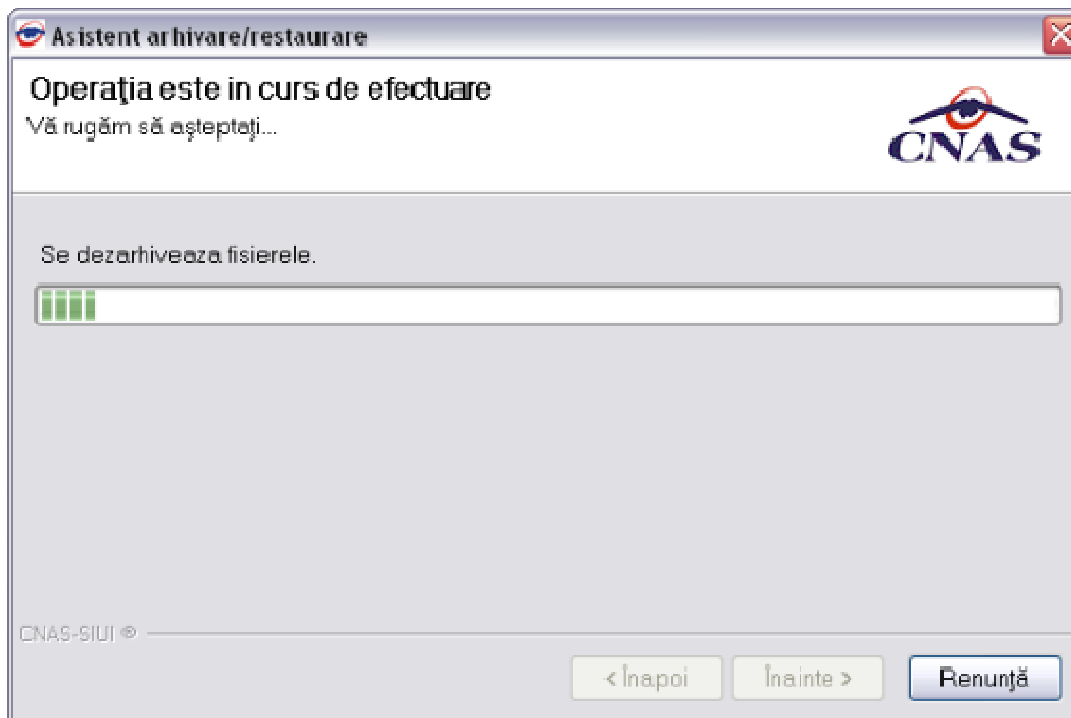 Asistent arhivare/restaurare
Operaţia este in curs de efectuare
Vă rugăm să aşteptaţi...
CNAS
Se dezarhiveaza fisierele.
CNAS-SIUI ®
< Înapoi
Înainte >
Renunţă